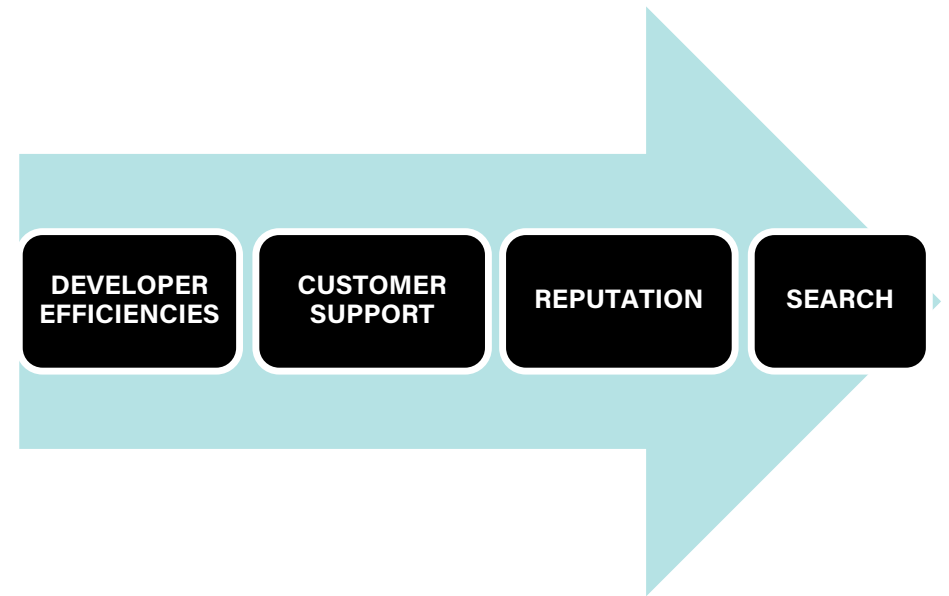 DEVELOPER
EFFICIENCIES
CUSTOMER
SUPPORT
REPUTATION
SEARCH